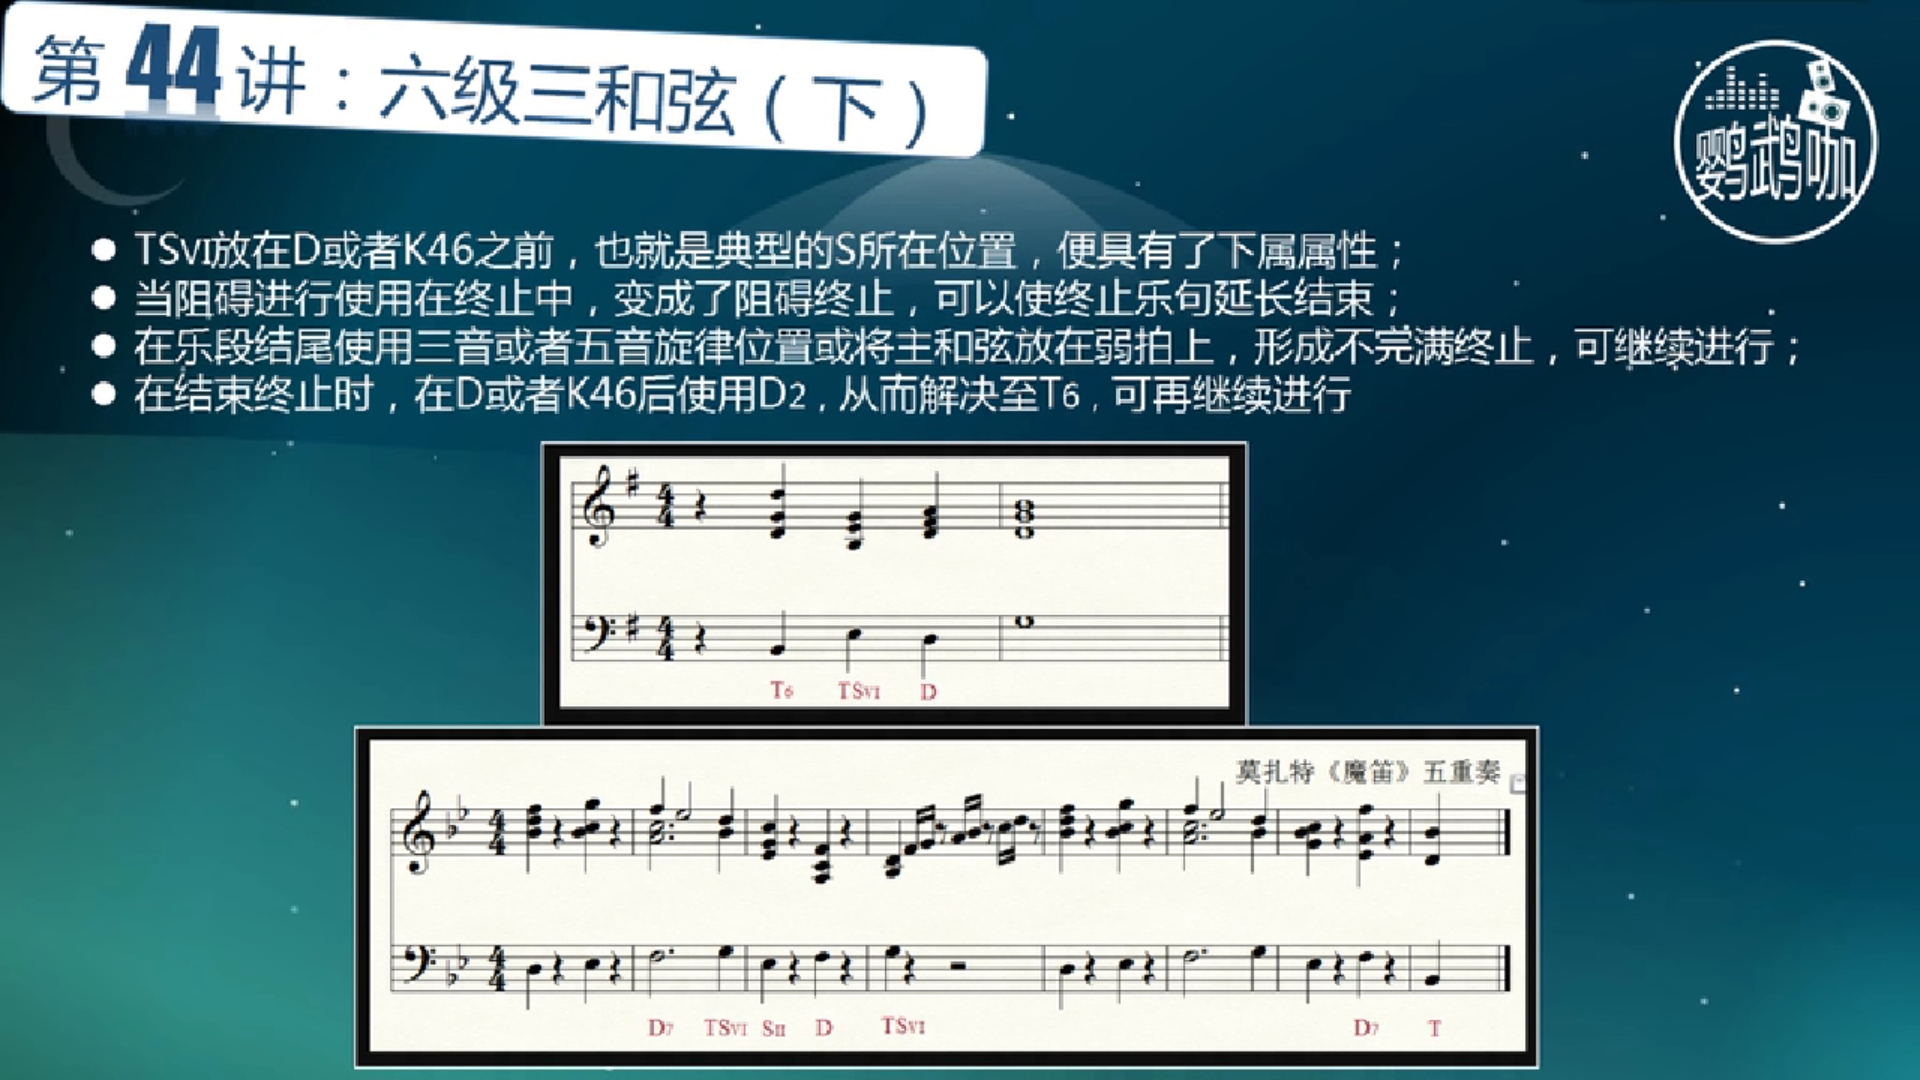 第44讲：六级三和弦（下）
鹦鹉咖
TSVI放在D或者K46之前，也就是典型的S所在位置，便具有了下属属性；
当阻碍进行使用在终止中，变成了阻碍终止，可以使终止乐句延长结束；
在乐段结尾使用三音或者五音旋律位置或将主和弦放在弱拍上，形成不完满终止，可继续进行；
在结束终止时，在D或者K46后使用D2，从而解决至T6，可再继续进行
T6 TSVI D
莫扎特《魔笛》五重奏
D7 TSVI SII D TSVI D7 T